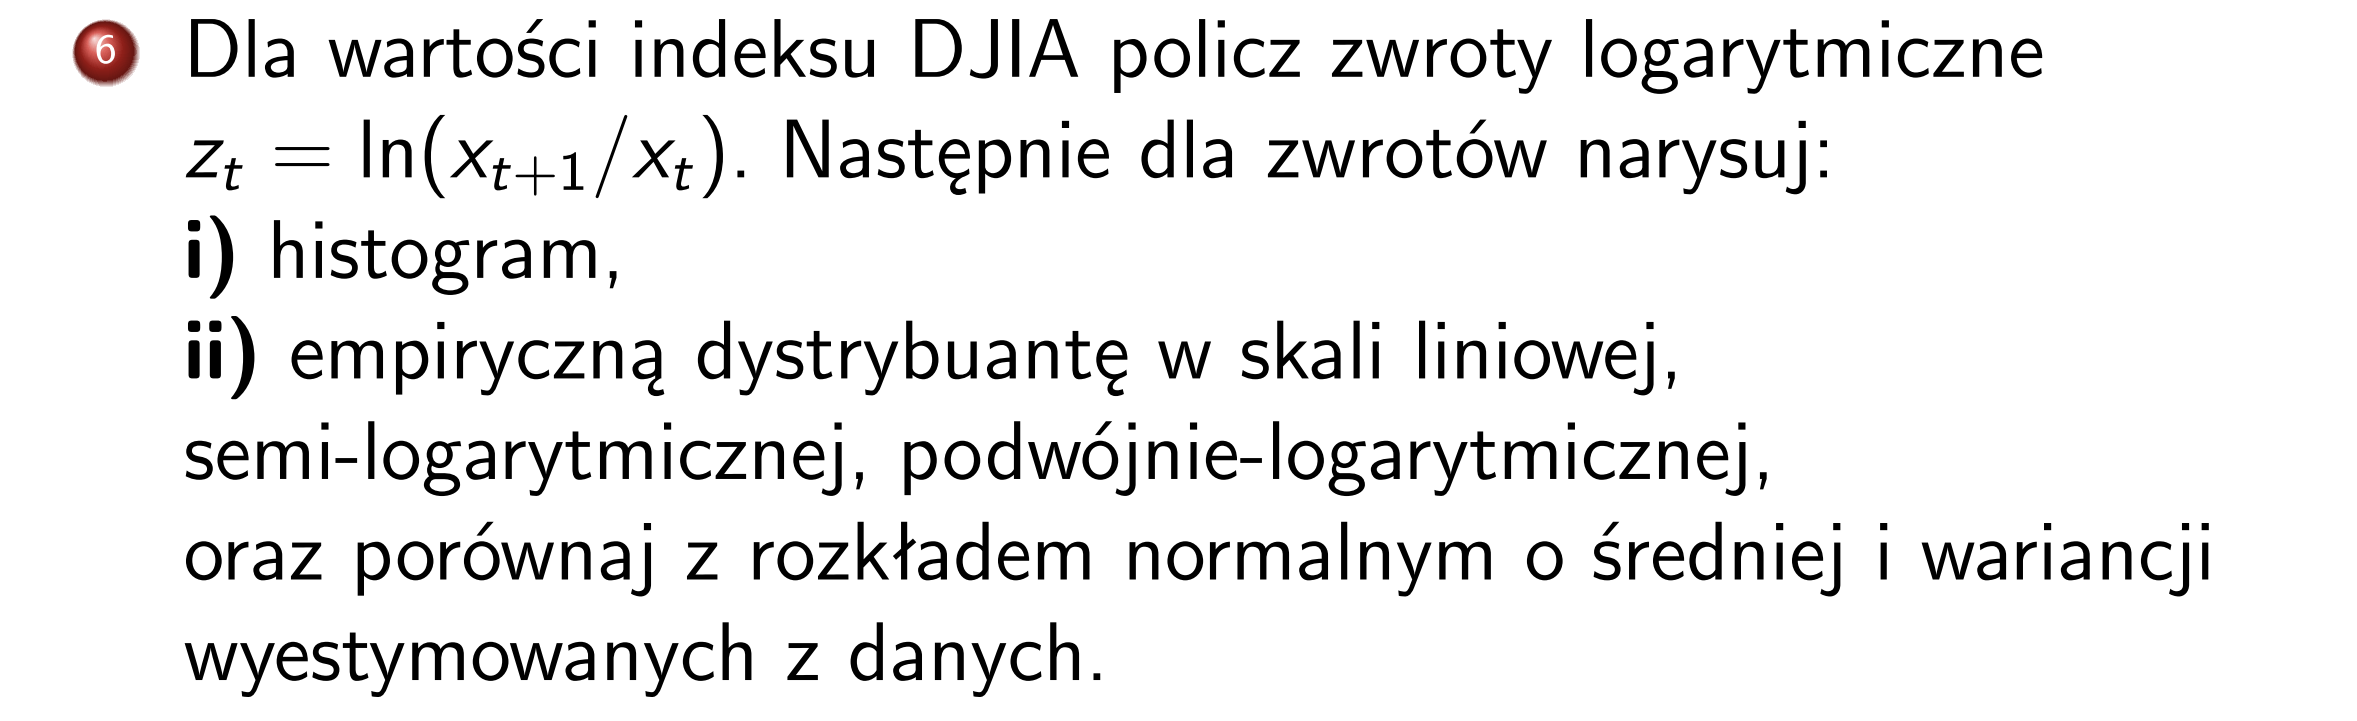 6 Dla wartości indeksu DJIA policz zwroty logarytmiczne
z_t = ln(x_{t+1}/x_t). Następnie dla zwrotów narysuj:
i) histogram,
ii) empiryczną dystrybuantę w skali liniowej,
semi-logarytmicznej, podwójnie-logarytmicznej,
oraz porównaj z rozkładem normalnym o średniej i wariancji
wyestymowanych z danych.